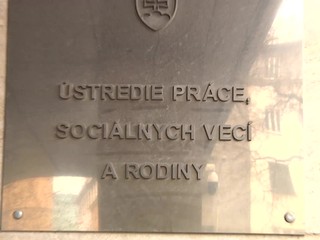 ÚSTREDIE PRÁCE,
SOCIÁLNYCH VECÍ
A RODINY